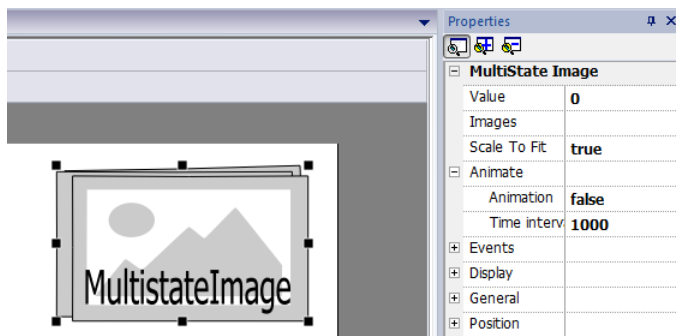 Properties
MultiState Image
Value 0
Images
Scale To Fit true
Animate
Animation false
Time interv 1000
Events
Display
General
Position
MultistateImage